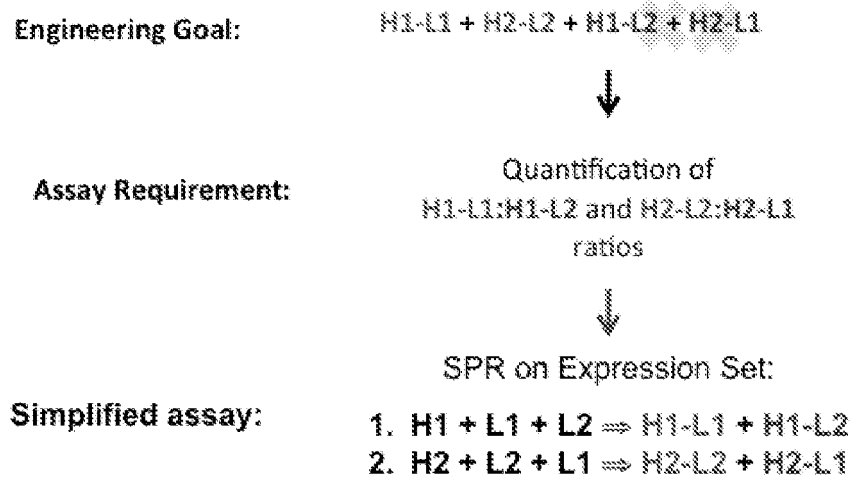 Engineering Goal: H1-L1 + H2-L2 + H1-L2 + H2-L1
Quantification of
Assay Requirement: H1-L1:H1-L2 and H2-L2:H2-L1
ratios
SPR on Expression Set:
Simplified assay: 1. H1 + L1 + L2 ⇒ H1-L1 + H1-L2
2. H2 + L2 + L1 ⇒ H2-L2 + H2-L1